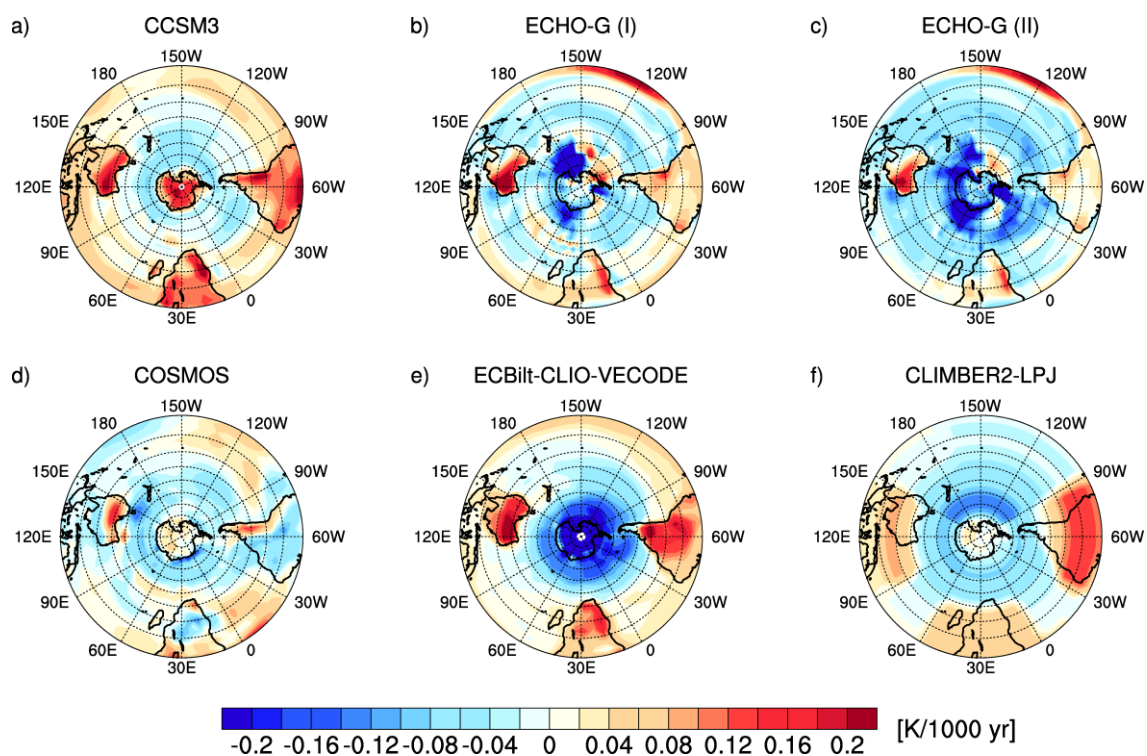 a) CCSM3
b) ECHO-G (I)
c) ECHO-G (II)
150W
180 120W
150E 90W
120E 60W
90E 30W
60E 0
30E
150W
180 120W
150E 90W
120E 60W
90E 30W
60E 0
30E
150W
180 120W
150E 90W
120E 60W
90E 30W
60E 0
30E
d) COSMOS
e) ECBilt-CLIO-VECODE
f) CLIMBER2-LPJ
150W
180 120W
150E 90W
120E 60W
90E 30W
60E 0
30E
150W
180 120W
150E 90W
120E 60W
90E 30W
60E 0
30E
150W
180 120W
150E 90W
120E 60W
90E 30W
60E 0
30E
-0.2 -0.16 -0.12 -0.08 -0.04 0 0.04 0.08 0.12 0.16 0.2 [K/1000 yr]